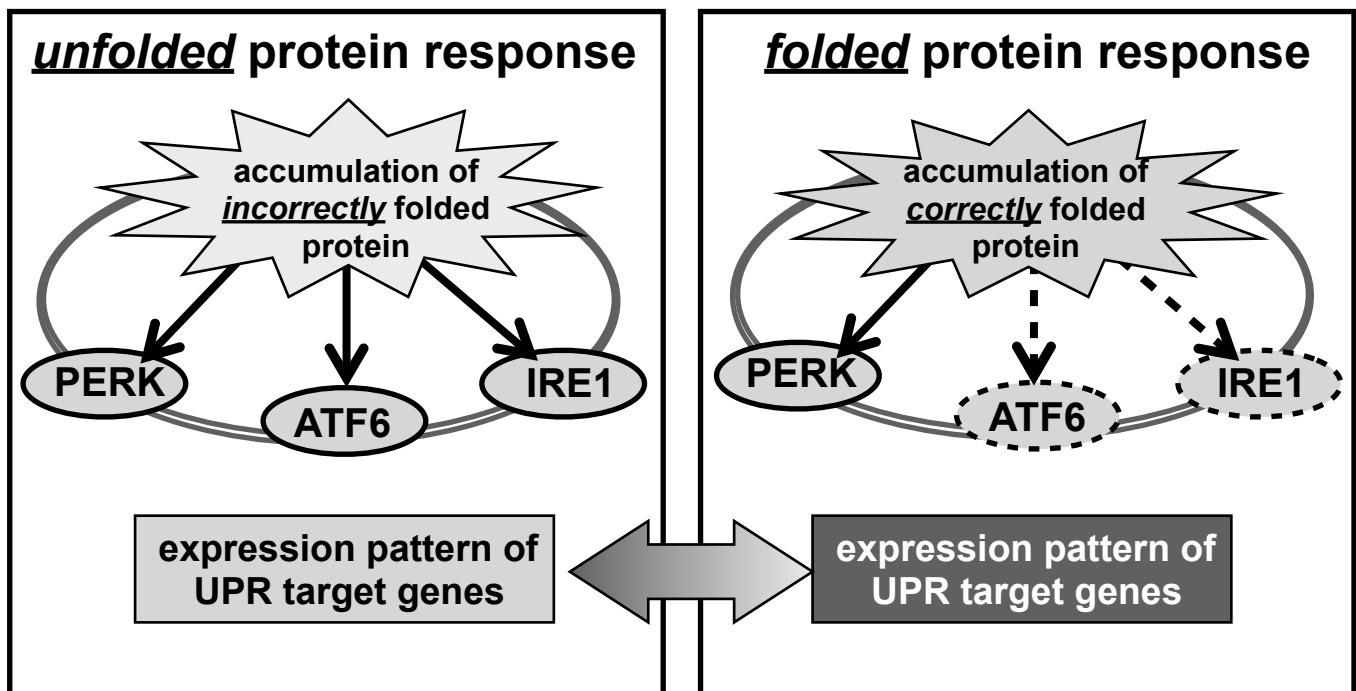 unfolded protein response
accumulation of
incorrectly folded
protein
PERK
ATF6
IRE1
expression pattern of
UPR target genes
folded protein response
accumulation of
correctly folded
protein
PERK
ATF6
IRE1
expression pattern of
UPR target genes